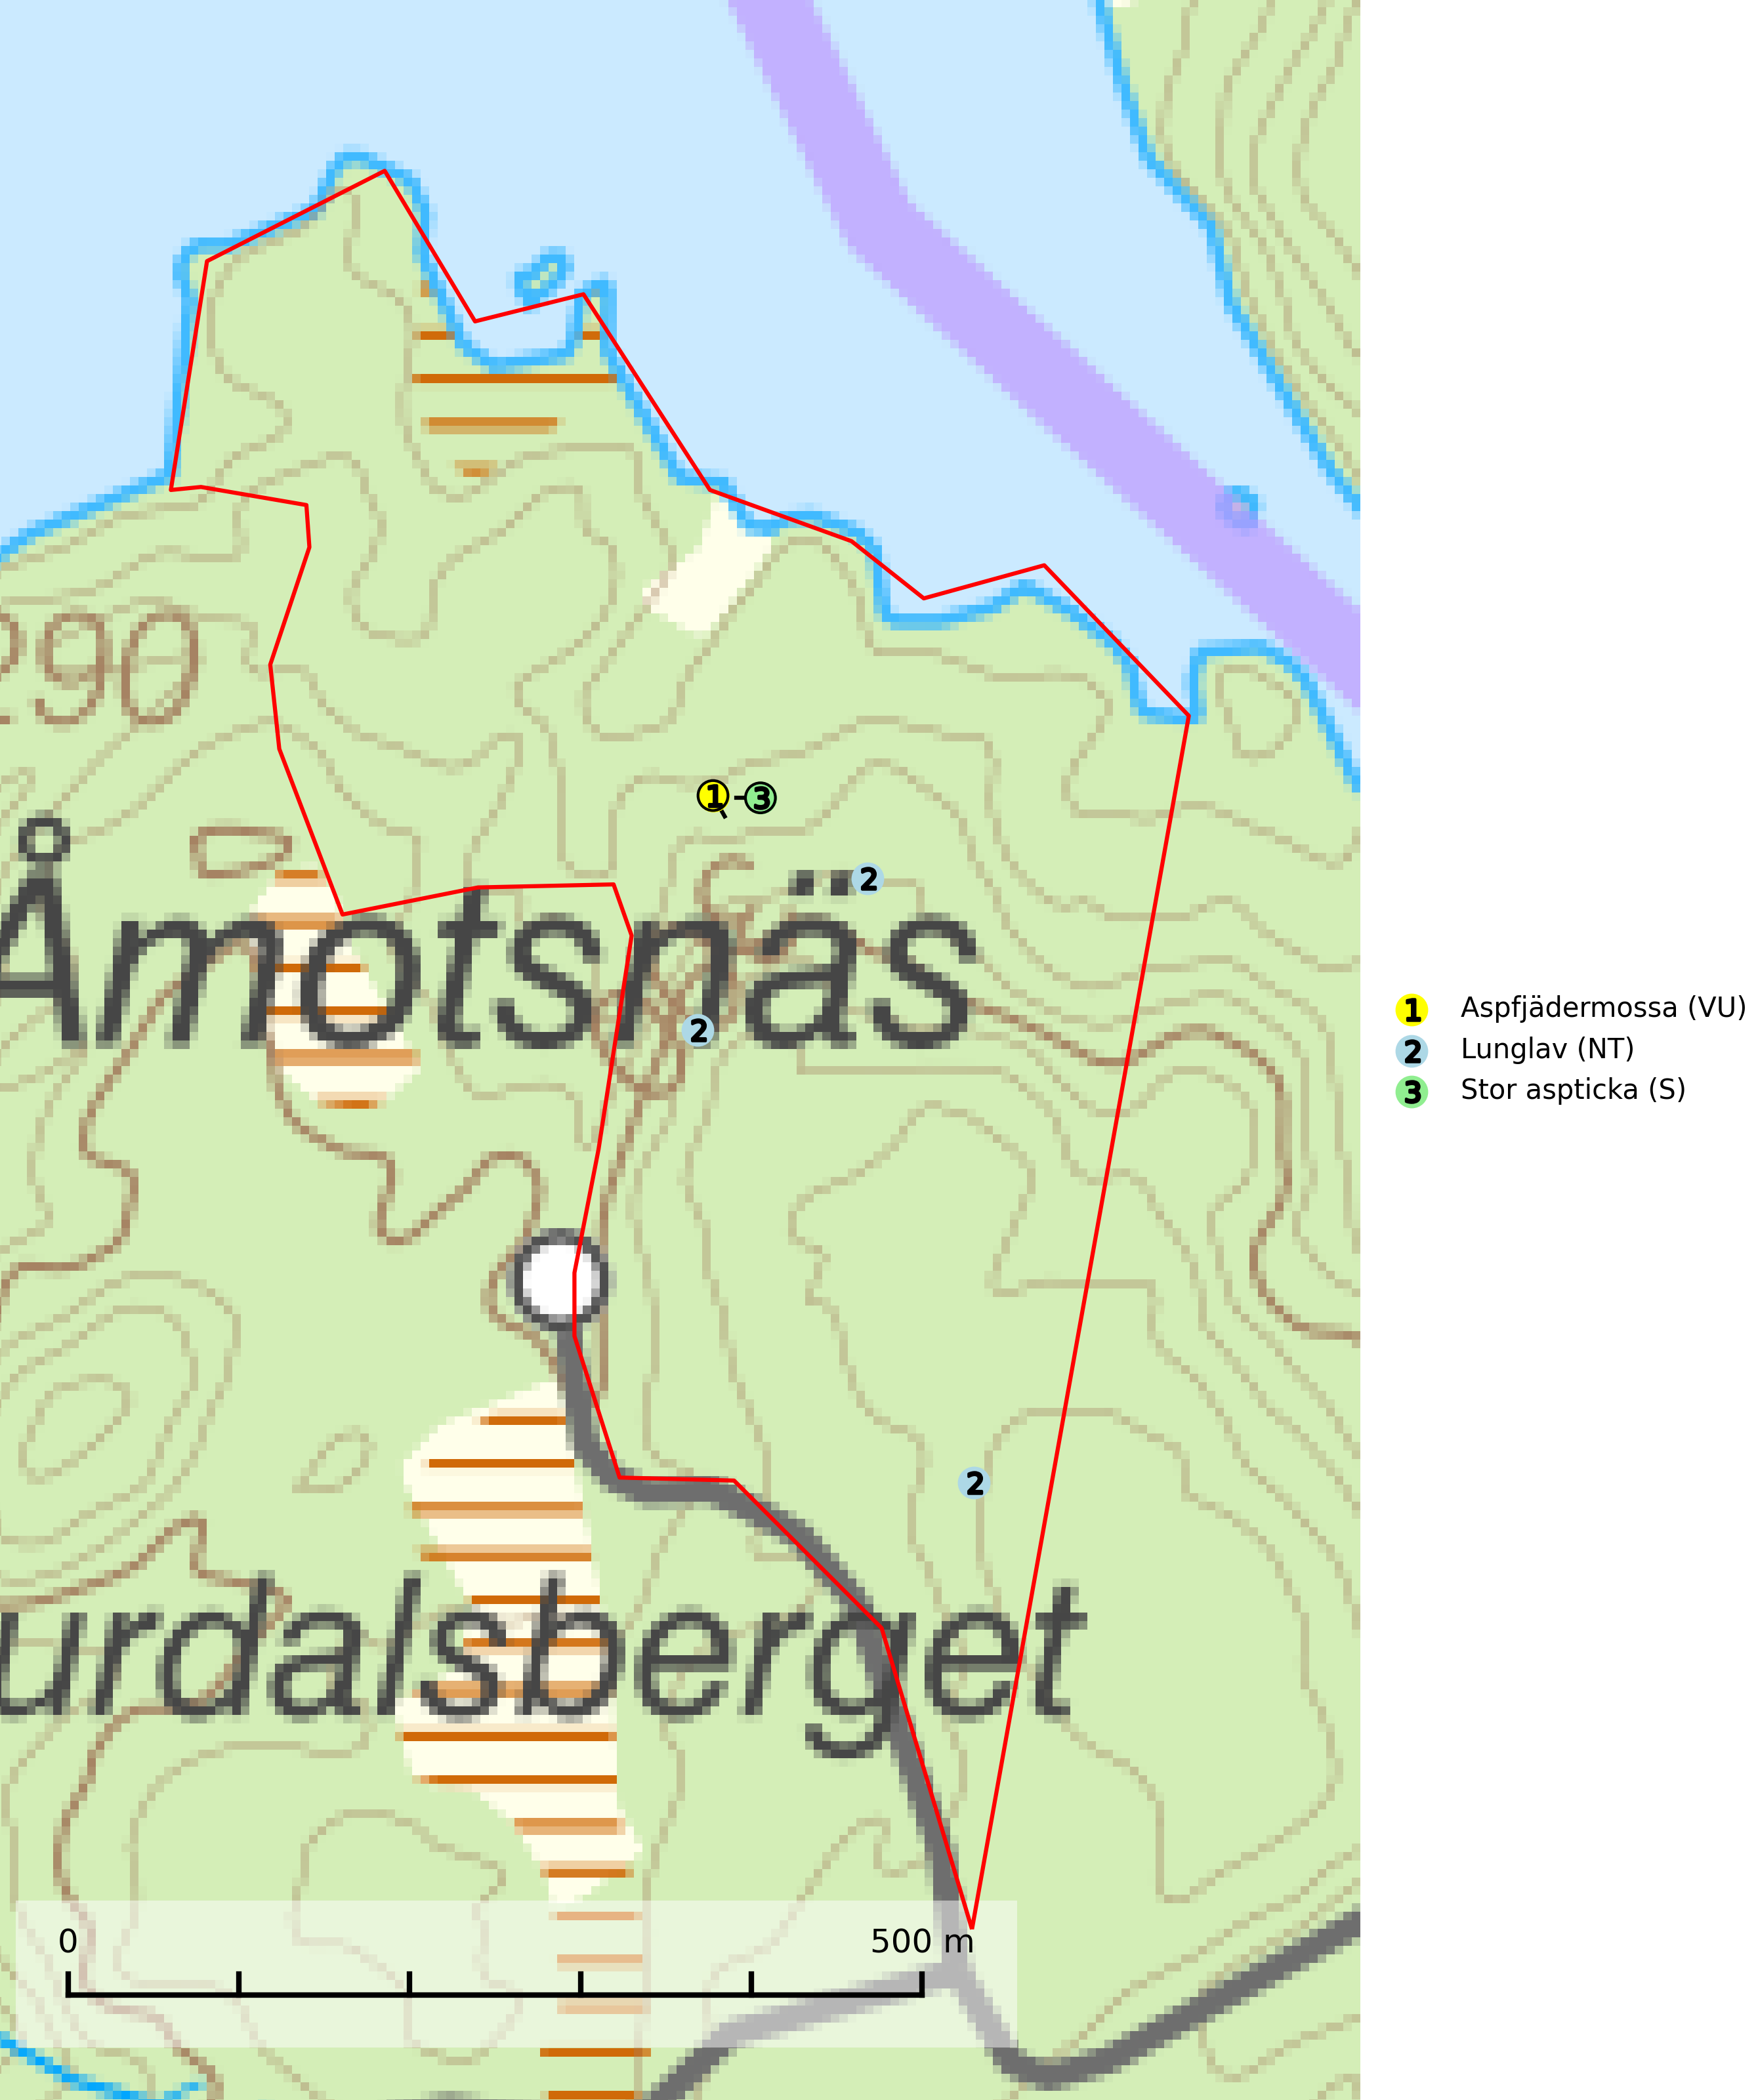 290
1 3
2
Åmotsnäs
2
1 Aspfjädermossa (VU)
2 Lunglav (NT)
3 Stor aspticka (S)
2
urdalsberget
0 500 m